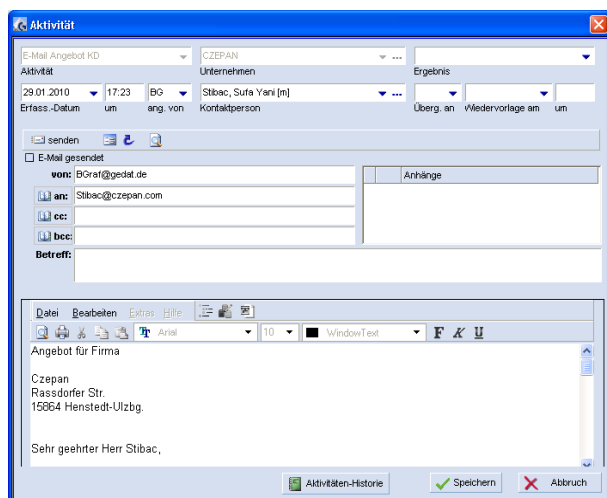 Aktivität
E-Mail Angebot KD CZEPAN ...
Aktivität Unternehmen Ergebnis
29.01.2010 17:23 BG Stibac, Sufa Yani [m] ...
Erfass.-Datum um ang. von Kontaktperson Überg. an Wiedervorlage am um
senden
E-Mail gesendet
von: BGraf@gedat.de Anhänge
an: Stibac@czepan.com
cc:
bcc:
Betreff:
Datei Bearbeiten Extras Hilfe
Arial 10 WindowText F K U
Angebot für Firma
Czepan
Rassdorfer Str.
15864 Henstedt-Ulzbg.
Sehr geehrter Herr Stibac,
Aktivitäten-Historie Speichern Abbruch